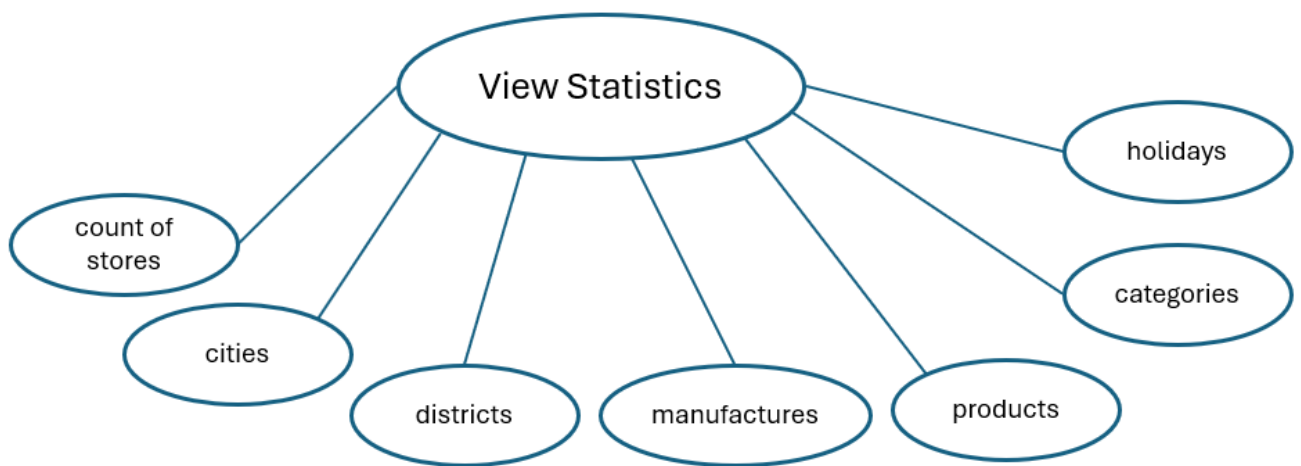 View Statistics
holidays
count of
stores
categories
cities
districts
manufactures
products